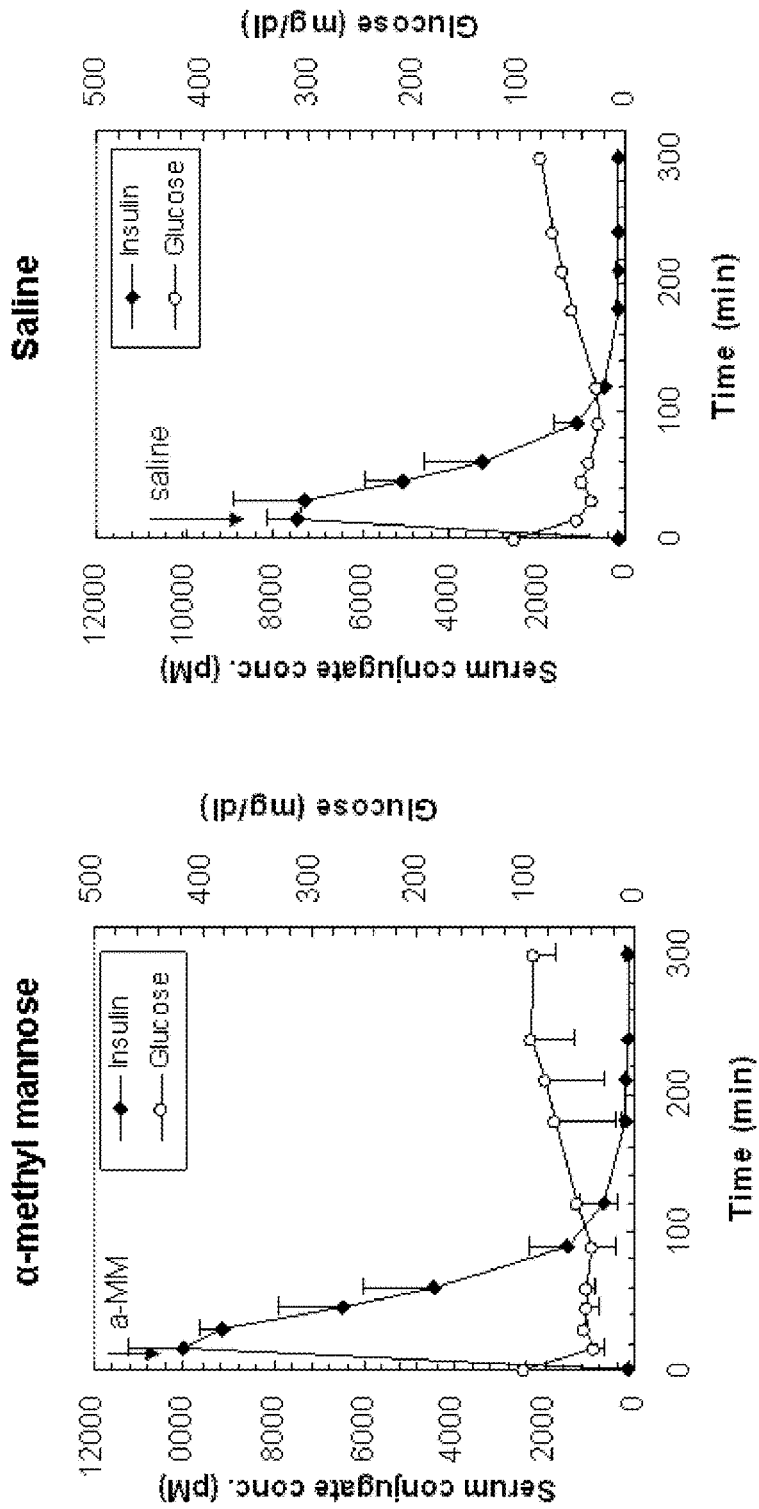 α-methyl mannose
Serum conjugate conc. (pM)
12000
10000
8000
6000
4000
2000
0
a-MM
Insulin
Glucose
500
400
300
200
100
0
Glucose (mg/dl)
0
100
200
300
Time (min)
Saline
Serum conjugate conc. (pM)
12000
10000
8000
6000
4000
2000
0
saline
Insulin
Glucose
500
400
300
200
100
0
Glucose (mg/dl)
0
100
200
300
Time (min)